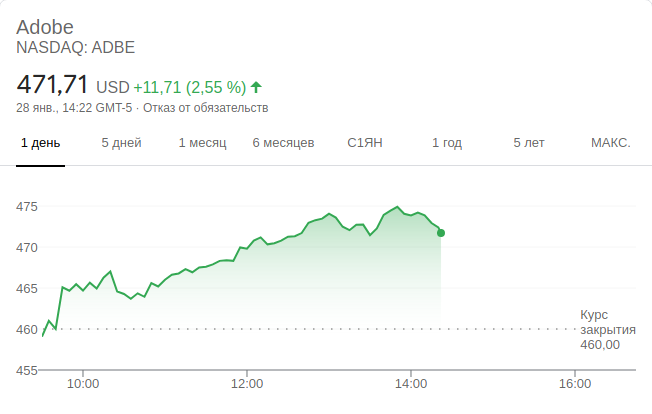 Adobe
NASDAQ: ADBE
471,71 USD +11,71 (2,55 %)
28 янв., 14:22 GMT-5 · Отказ от обязательств
1 день 5 дней 1 месяц 6 месяцев С1ЯН 1 год 5 лет МАКС.
475
470
465
460
455
Курс
закрытия
460,00
10:00 12:00 14:00 16:00